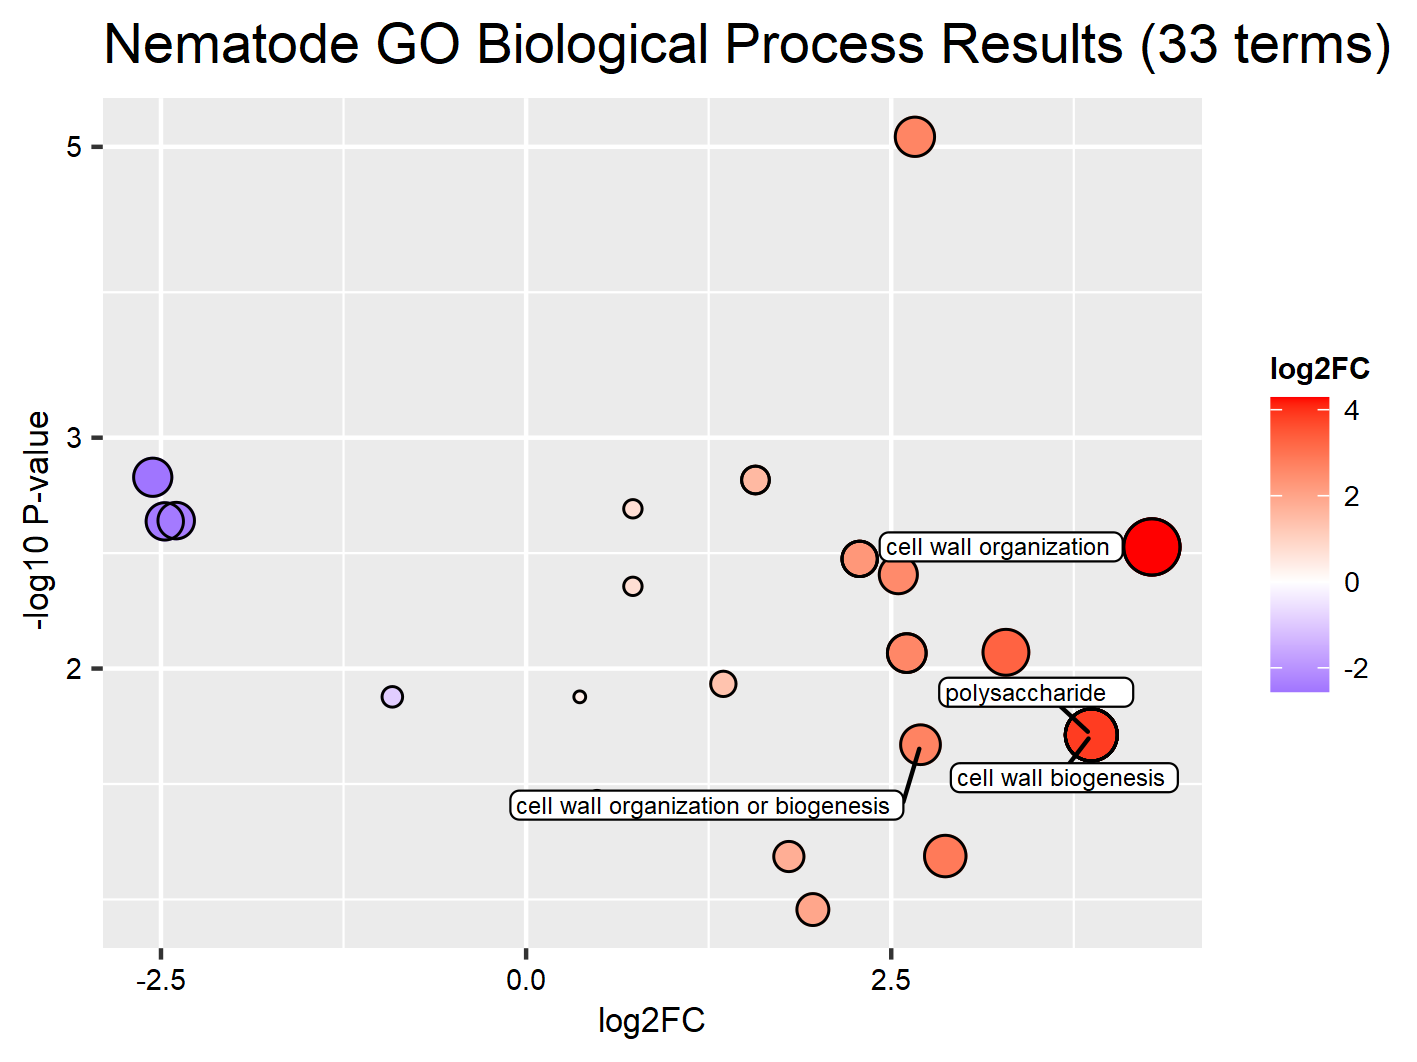 Nematode GO Biological Process Results (33 terms)
5
3
2
-log10 P-value
cell wall organization
polysaccharide
cell wall biogenesis
cell wall organization or biogenesis
-2.5
0.0
2.5
log2FC
log2FC
4
2
0
-2